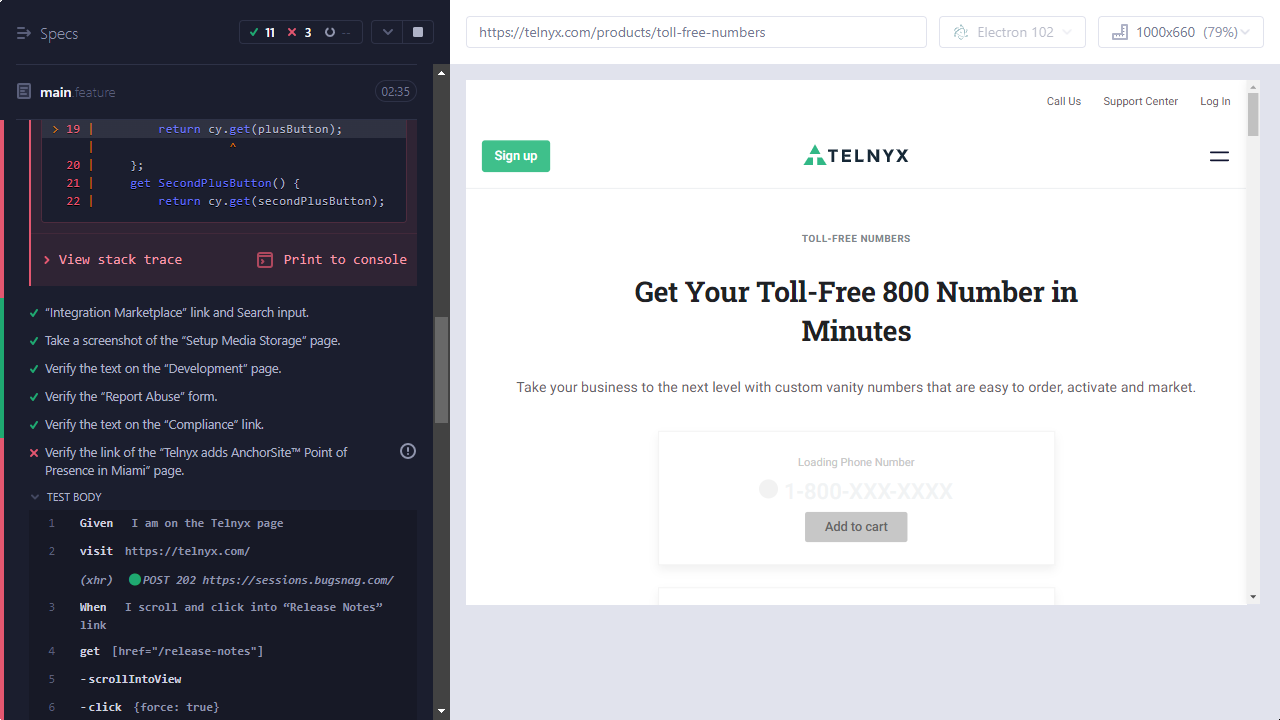 Specs
11
3
--
main.feature
02:35
> 19 | return cy.get(plusButton);
| ^
20 | };
21 | get SecondPlusButton() {
22 | return cy.get(secondPlusButton);
View stack trace
Print to console
“Integration Marketplace” link and Search input.
Take a screenshot of the “Setup Media Storage” page.
Verify the text on the “Development” page.
Verify the “Report Abuse” form.
Verify the text on the “Compliance” link.
Verify the link of the “Telnyx adds AnchorSite™ Point of
Presence in Miami” page.
TEST BODY
1 Given I am on the Telnyx page
2 visit https://telnyx.com/
(xhr) POST 202 https://sessions.bugsnag.com/
3 When I scroll and click into “Release Notes”
link
4 get [href="/release-notes"]
5 -scrollIntoView
6 -click {force: true}
https://telnyx.com/products/toll-free-numbers
Electron 102
1000x660 (79%)
Call Us
Support Center
Log In
Sign up
TELNYX
TOLL-FREE NUMBERS
Get Your Toll-Free 800 Number in
Minutes
Take your business to the next level with custom vanity numbers that are easy to order, activate and market.
Loading Phone Number
1-800-XXX-XXXX
Add to cart